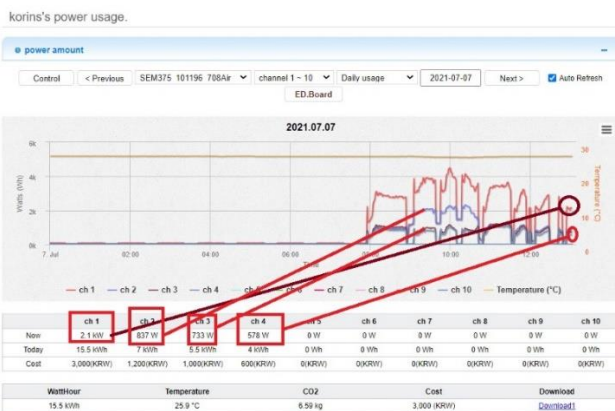 korins's power usage.
power amount
Control < Previous SEM375 101196 708Air channel 1 ~ 10 Daily usage 2021-07-07 Next > Auto Refresh
ED.Board
2021.07.07
6k
4k
2k
0k
Watts (Wh)
30
20
10
0
Temperature (°C)
7. Jul 02:00 04:00 06:00 10:00 12:00
Time
ch 1 ch 2 ch 3 ch 4 ch 7 ch 8 ch 9 ch 10 Temperature (°C)
ch 1 ch 2 ch 3 ch 4 ch 5 ch 6 ch 7 ch 8 ch 9 ch 10
Now 2.1 kW 837 W 733 W 578 W 0 W 0 W 0 W 0 W 0 W 0 W
Today 15.5 kWh 7 kWh 5.5 kWh 4 kWh 0 Wh 0 Wh 0 Wh 0 Wh 0 Wh 0 Wh
Cost 3,000(KRW) 1,200(KRW) 1,000(KRW) 600(KRW) 0(KRW) 0(KRW) 0(KRW) 0(KRW) 0(KRW) 0(KRW)
WattHour Temperature CO2 Cost Download
15.5 kWh 25.9 °C 6.59 kg 3,000 (KRW) Download1